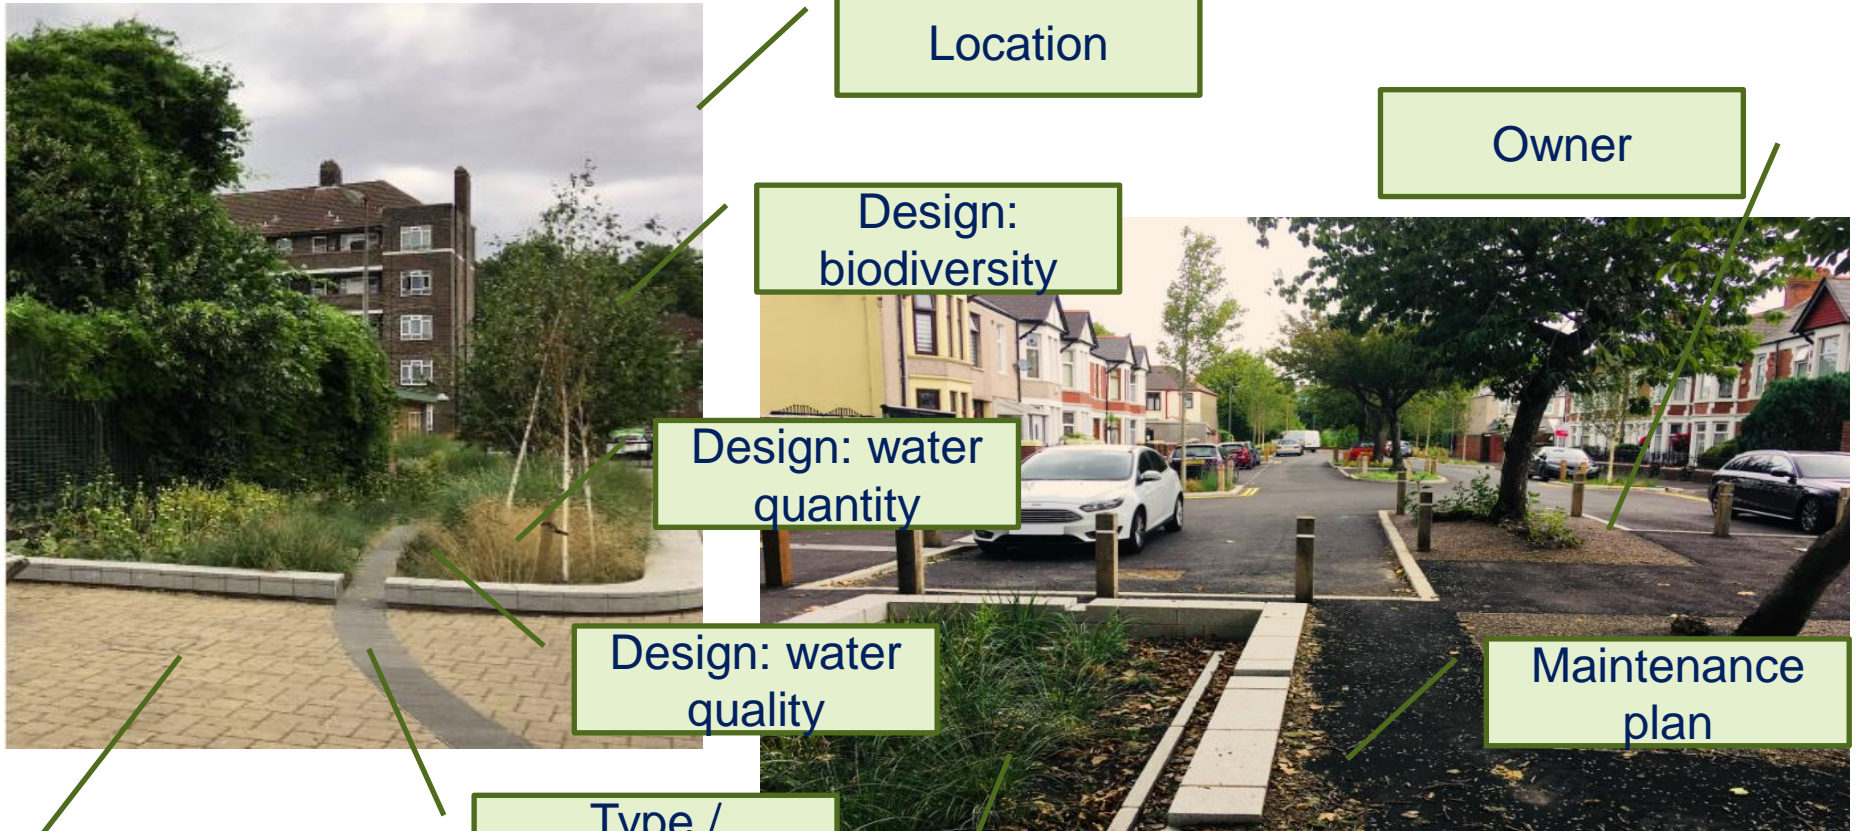 Location
Owner
Design:
biodiversity
Design: water
quantity
Design: water
quality
Maintenance
plan
Type /